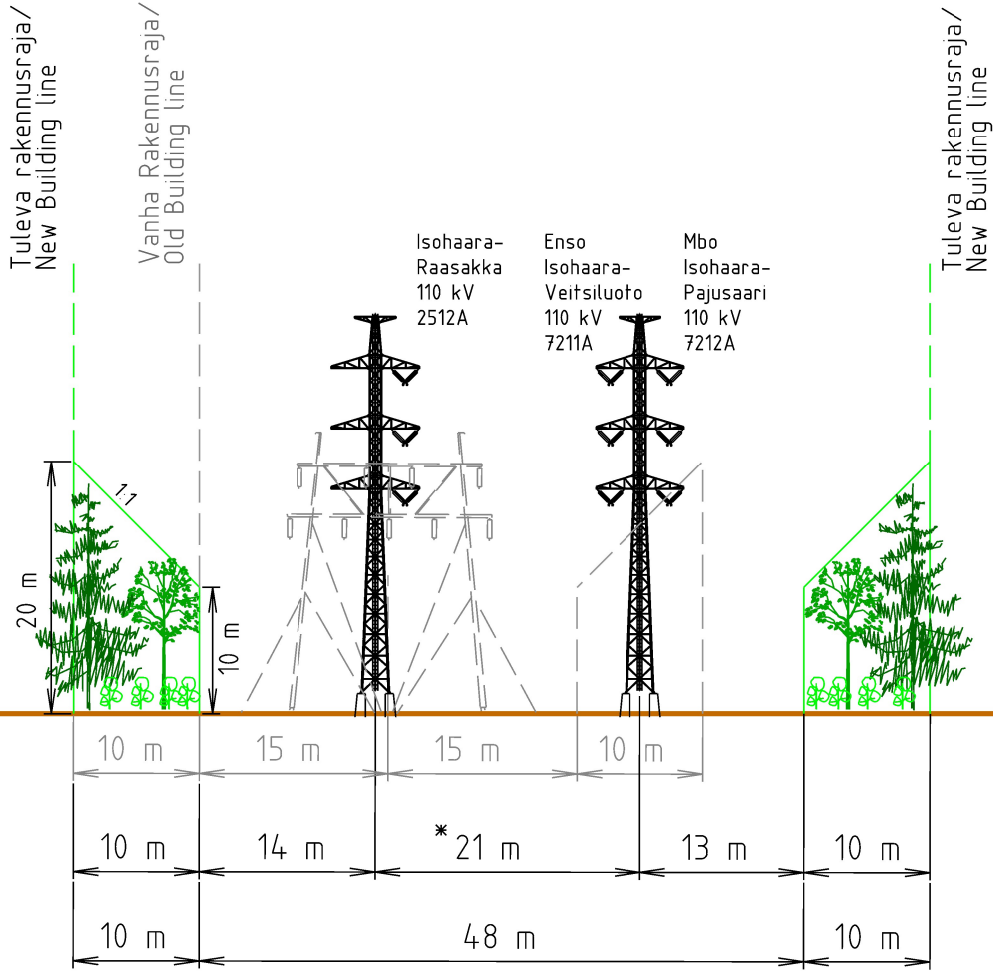 Tuleva rakennusraja/
New Building line
Vanha Rakennusraja/
Old Building line
Tuleva rakennusraja/
New Building line
Isohaara-
Raasakka
110 kV
2512A
Enso
Isohaara-
Veitsiluoto
110 kV
7211A
Mbo
Isohaara-
Pajusaari
110 kV
7212A
1:1
20 m
10 m
10 m
15 m
15 m
10 m
10 m
14 m
* 21 m
13 m
10 m
10 m
48 m
10 m